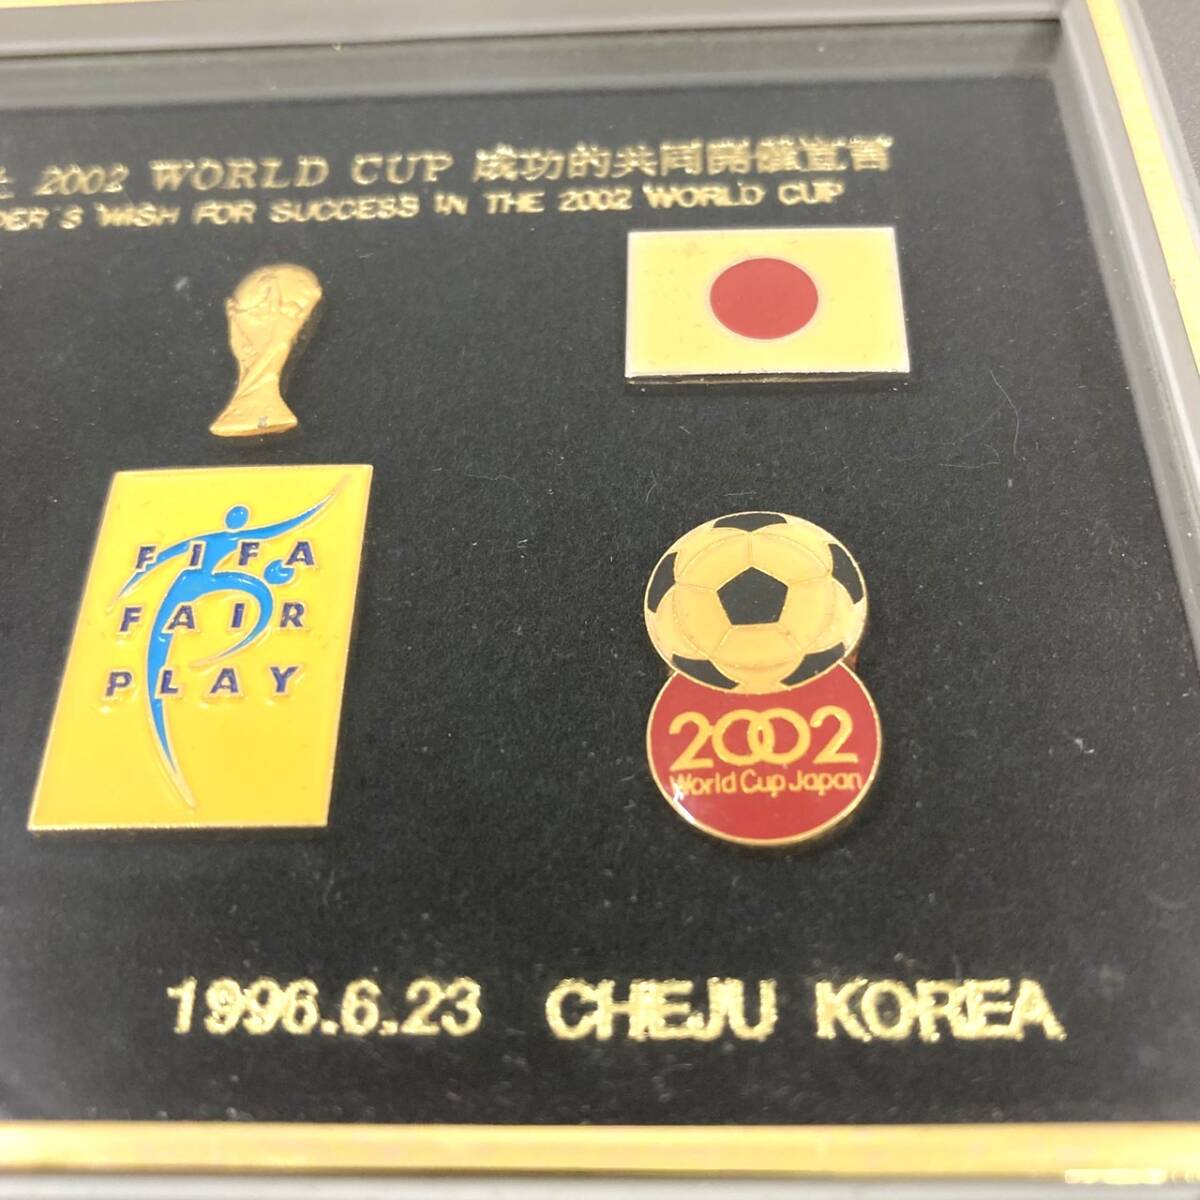 2002 WORLD CUP 成功的共同開催宣言
DER'S WISH FOR SUCCESS IN THE 2002 WORLD CUP
FIFA
FAIR
PLAY
2002
World Cup Japan
1996.6.23 CHEJU KOREA